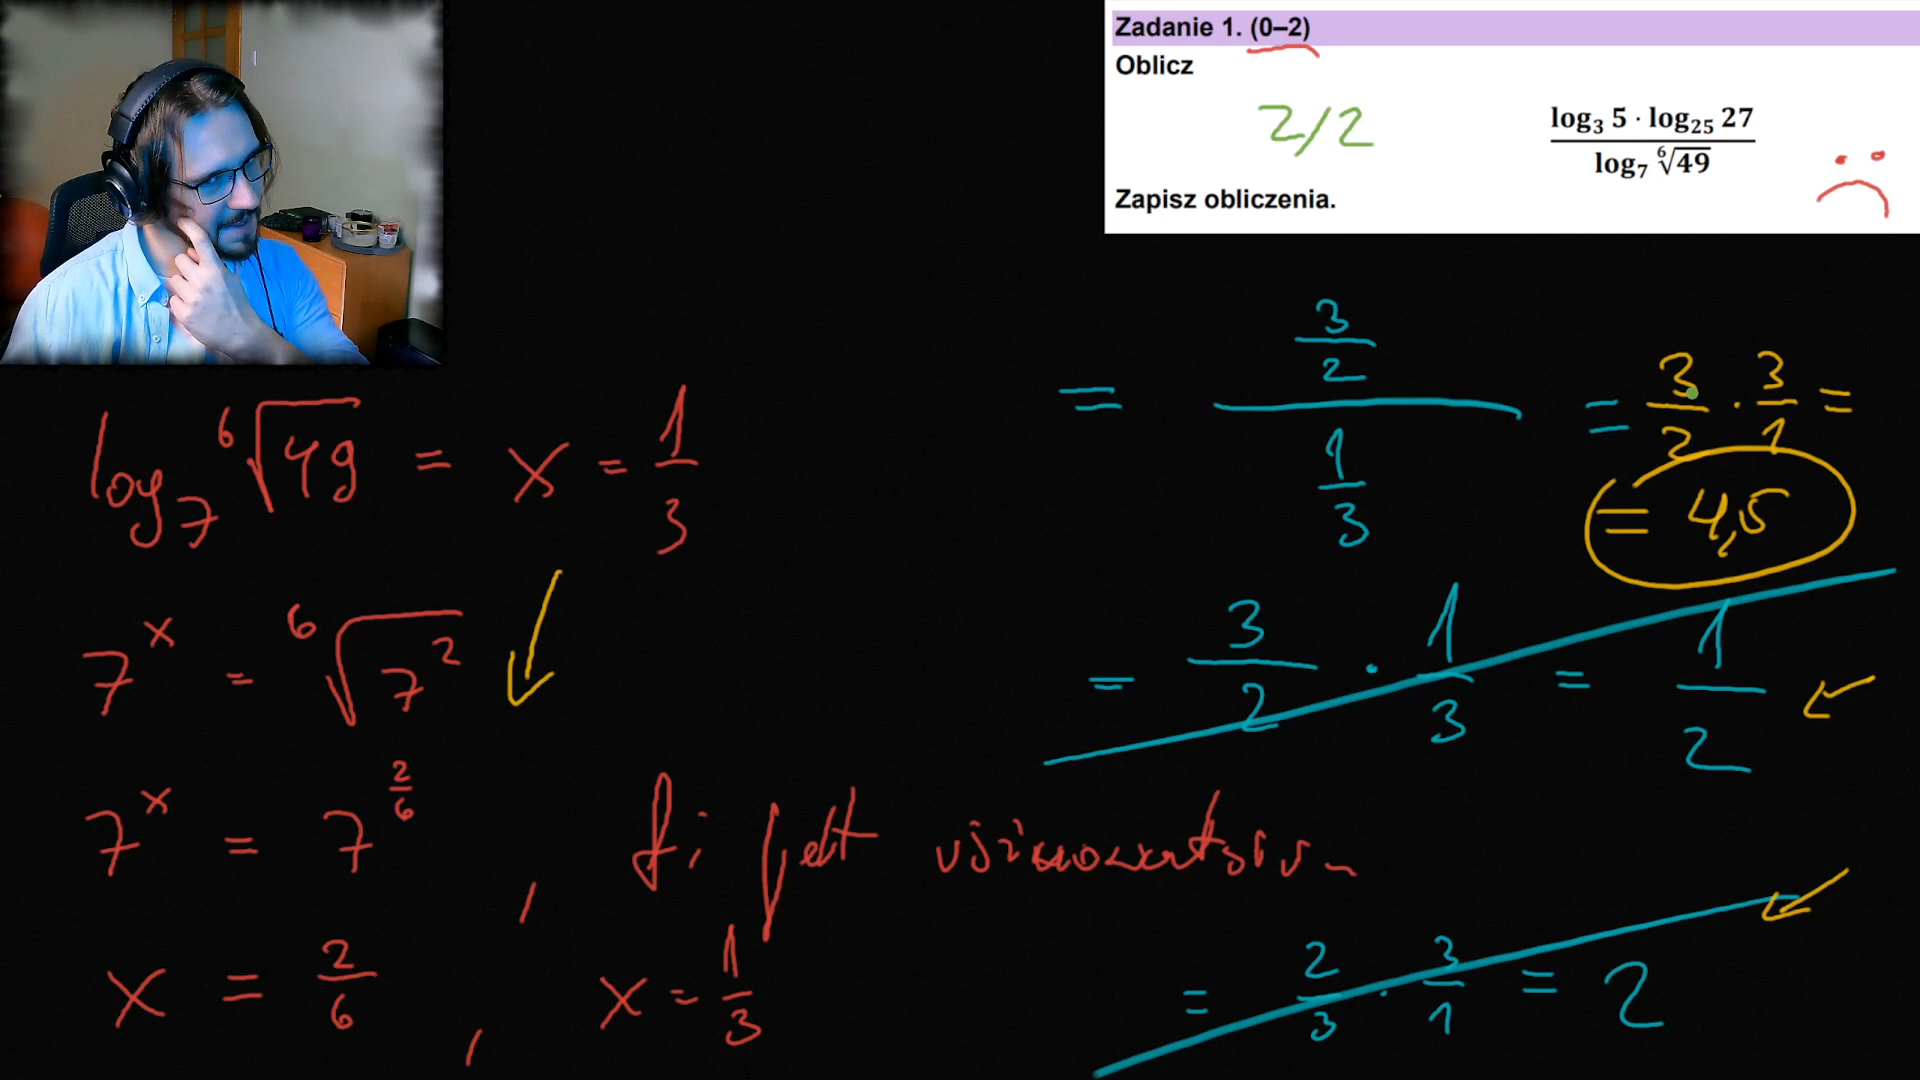 Zadanie 1. (0–2)
Oblicz
2/2
log₃ 5 · log₂₅ 27
log₇ ⁶√49
Zapisz obliczenia.
log₇ ⁶√49 = x = 1/3
7ˣ = ⁶√7²
7ˣ = 7^(2/6)
x = 2/6 , x = 1/3
= (3/2)/(1/3) = 3/2 · 3/1 =
= 4,5
= 3/2 · 1/3 = 1/2
= 2/3 · 3/1 = 2